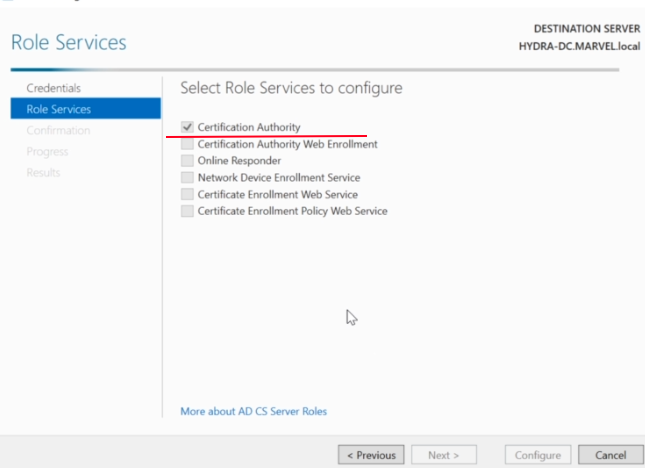 DESTINATION SERVER
HYDRA-DC.MARVEL.local
Role Services
Credentials
Role Services
Confirmation
Progress
Results
Select Role Services to configure
Certification Authority
Certification Authority Web Enrollment
Online Responder
Network Device Enrollment Service
Certificate Enrollment Web Service
Certificate Enrollment Policy Web Service
More about AD CS Server Roles
< Previous
Next >
Configure
Cancel